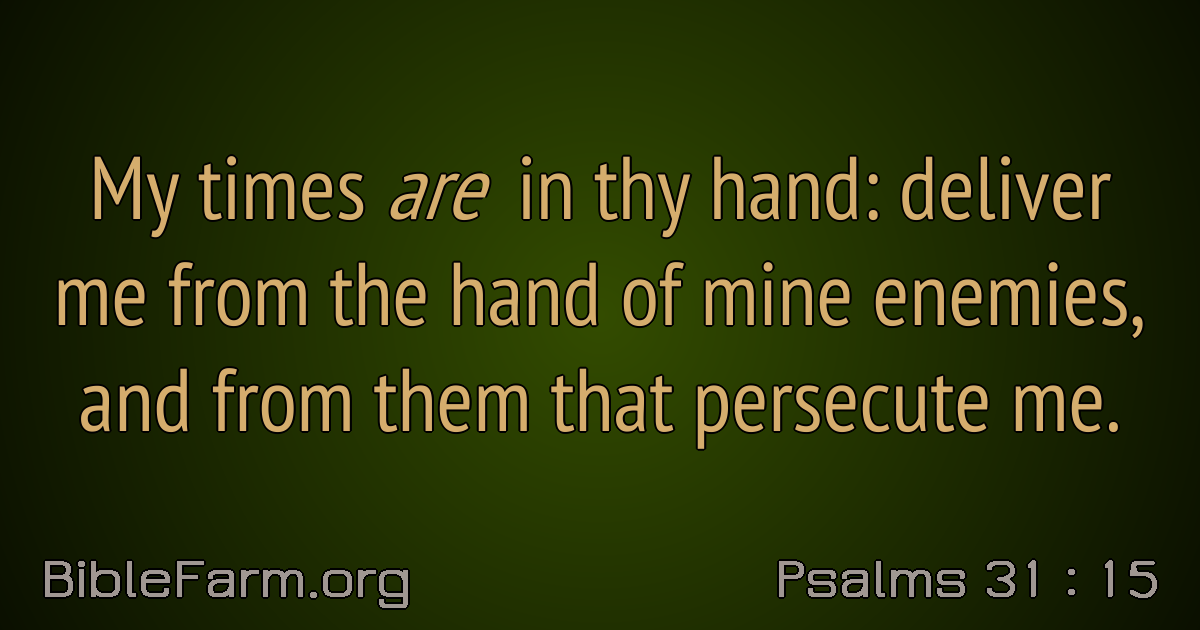 My times are in thy hand: deliver
me from the hand of mine enemies,
and from them that persecute me.
BibleFarm.org
Psalms 31 : 15